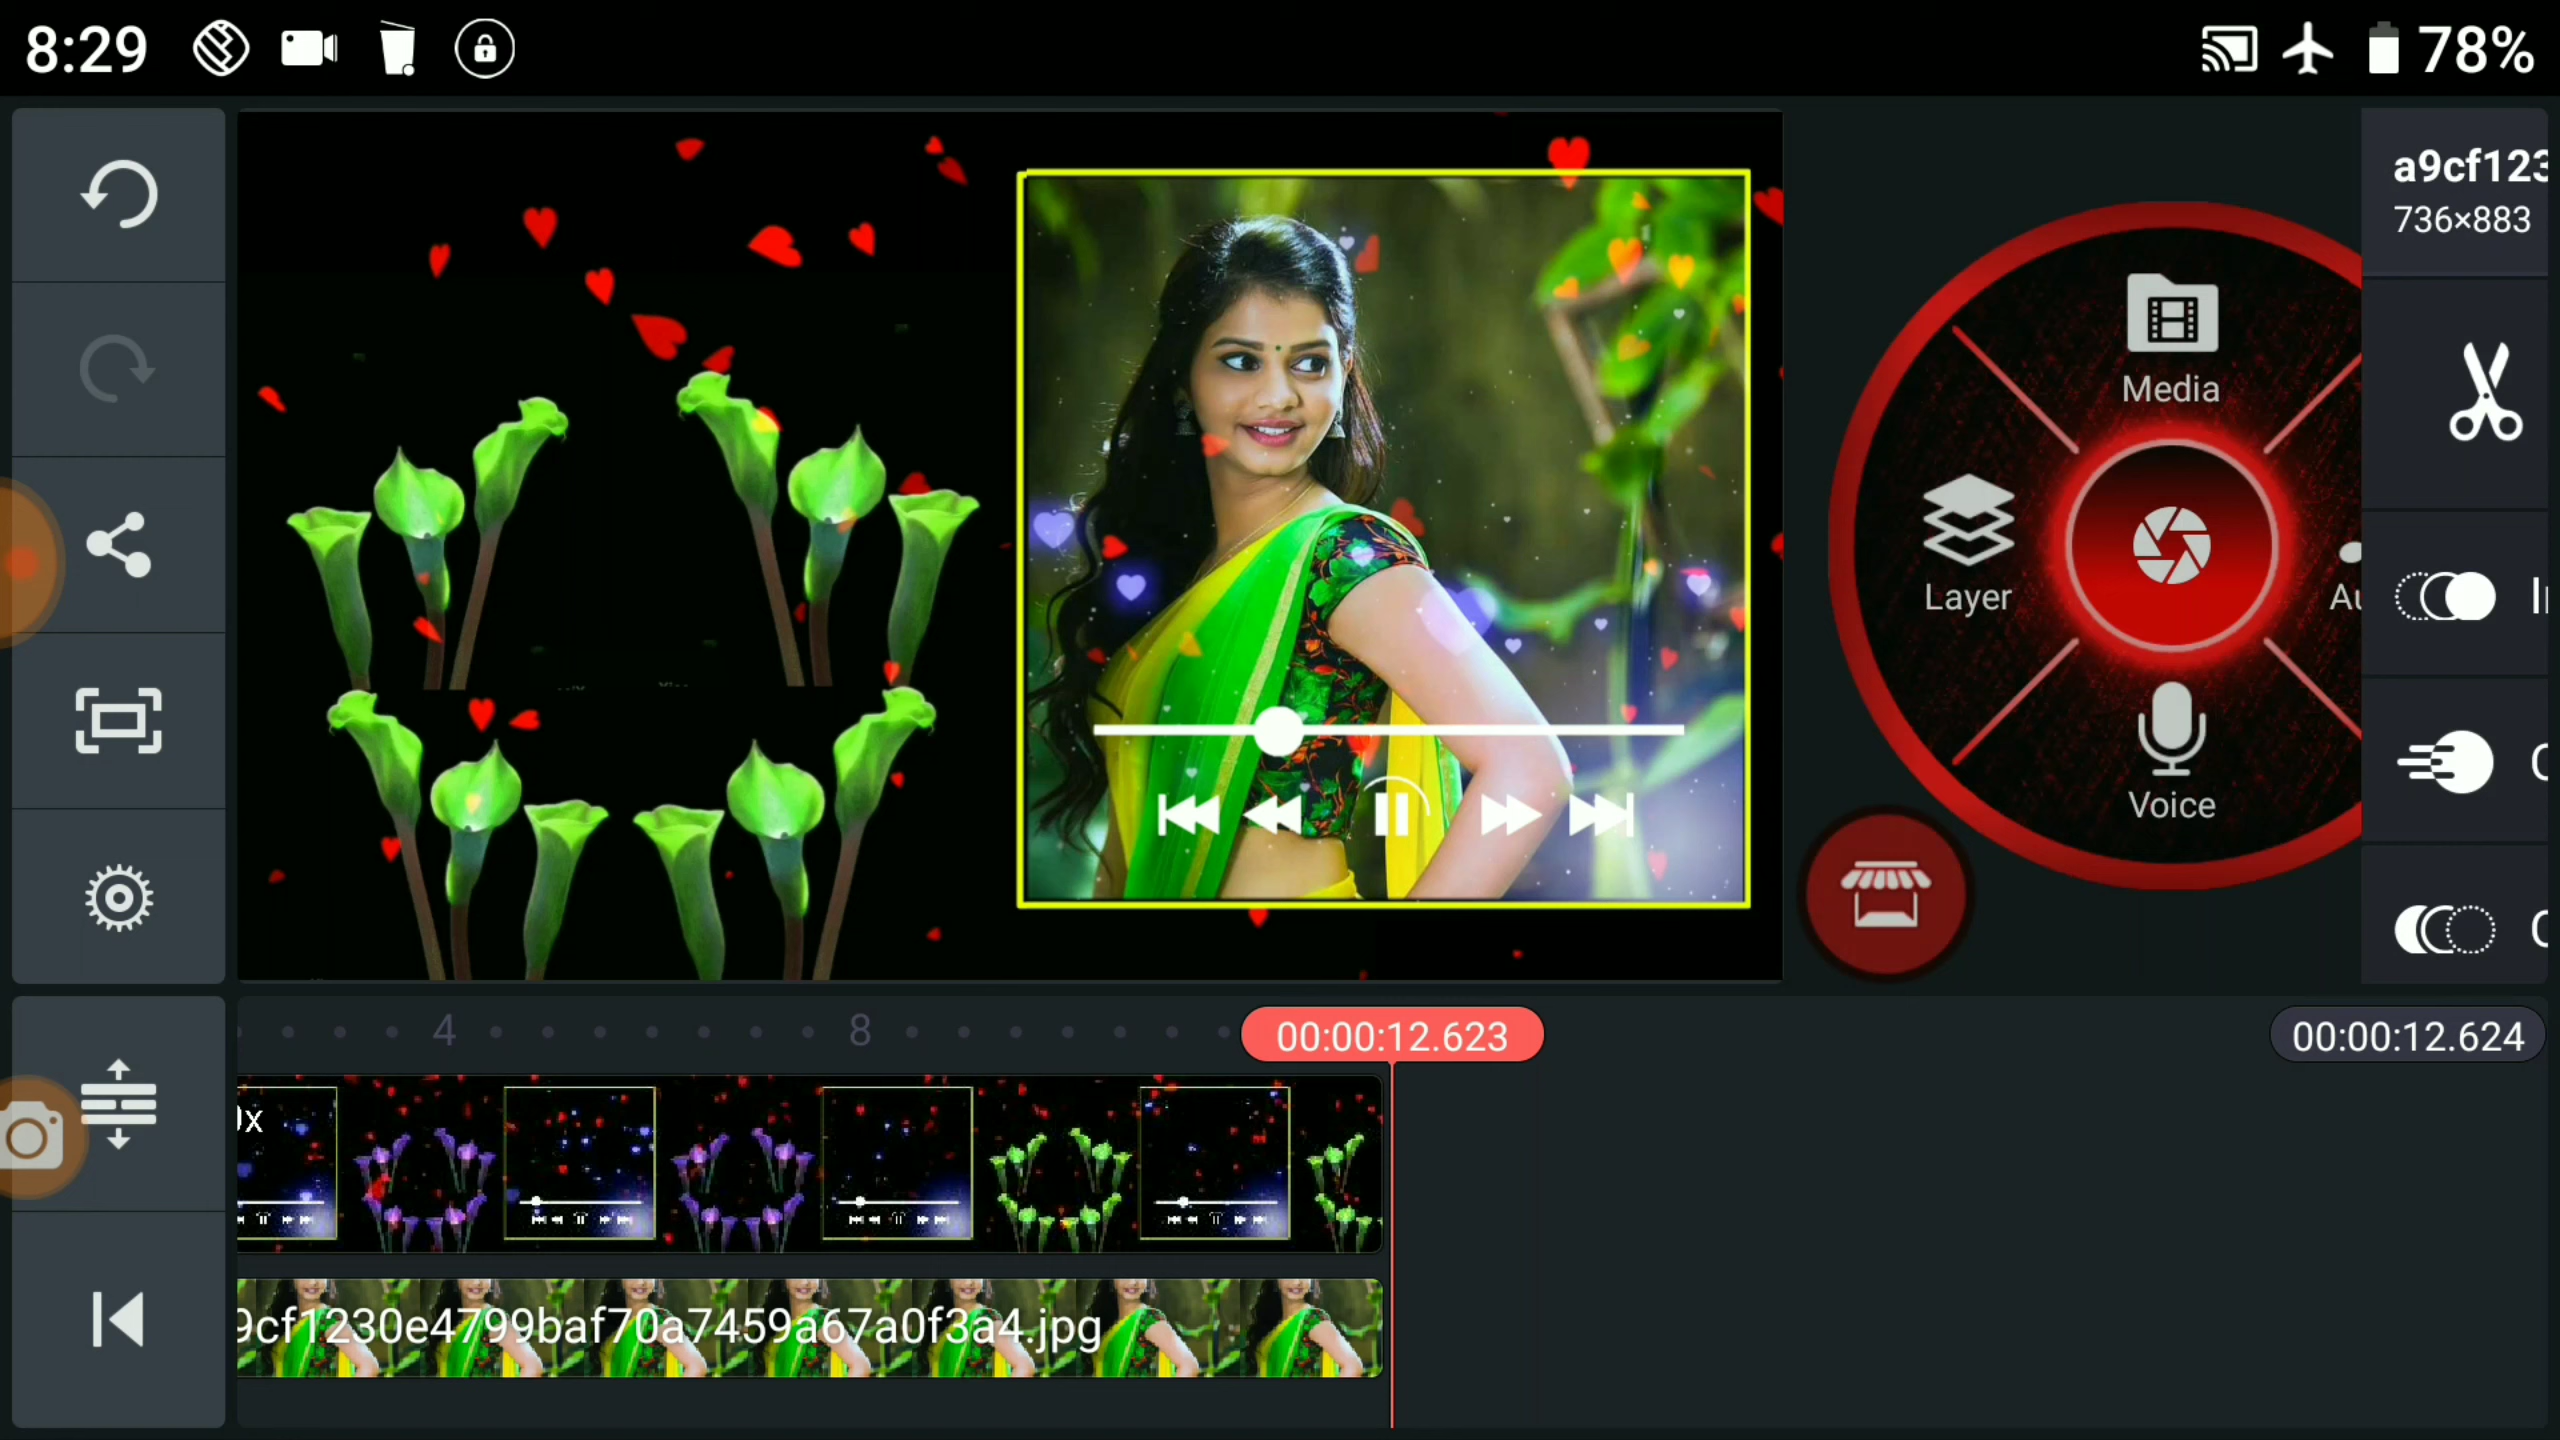 8:29
78%
a9cf123
736×883
Media
Layer
Au
Voice
4
8
00:00:12.623
00:00:12.624
9cf1230e4799baf70a7459a67a0f3a4.jpg